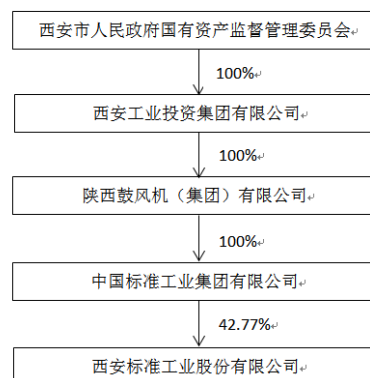 西安市人民政府国有资产监督管理委员会
100%
西安工业投资集团有限公司
100%
陕西鼓风机（集团）有限公司
100%
中国标准工业集团有限公司
42.77%
西安标准工业股份有限公司